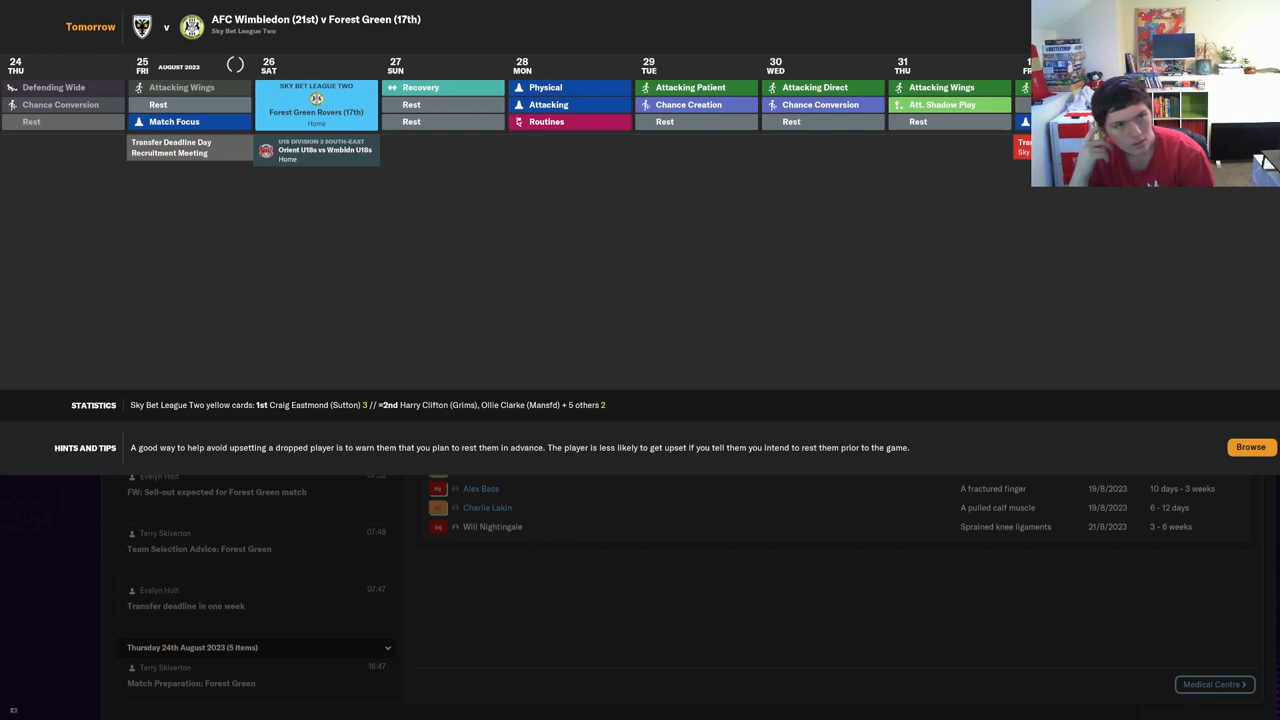 Tomorrow
v
AFC Wimbledon (21st) v Forest Green (17th)
Sky Bet League Two
24
THU
25
FRI
AUGUST 2023
26
SAT
27
SUN
28
MON
29
TUE
30
WED
31
THU
Defending Wide
Chance Conversion
Rest
Attacking Wings
Rest
Match Focus
SKY BET LEAGUE TWO
Forest Green Rovers (17th)
Home
Recovery
Rest
Rest
Physical
Attacking
Routines
Attacking Patient
Chance Creation
Rest
Attacking Direct
Chance Conversion
Rest
Attacking Wings
Att. Shadow Play
Rest
Transfer Deadline Day
Recruitment Meeting
U18 DIVISION 3 SOUTH-EAST
Orient U18s vs Wmbldn U18s
Home
STATISTICS
Sky Bet League Two yellow cards: 1st Craig Eastmond (Sutton) 3 // =2nd Harry Clifton (Grims), Ollie Clarke (Mansfd) + 5 others 2
HINTS AND TIPS
A good way to help avoid upsetting a dropped player is to warn them that you plan to rest them in advance. The player is less likely to get upset if you tell them you intend to rest them prior to the game.
Browse
Evelyn Holt
FW: Sell-out expected for Forest Green match
Terry Skiverton 07:48
Team Selection Advice: Forest Green
Evelyn Holt 07:47
Transfer deadline in one week
Thursday 24th August 2023 (5 Items)
Terry Skiverton 16:47
Match Preparation: Forest Green
Inj Alex Bass A fractured finger 19/8/2023 10 days - 3 weeks
Inj Charlie Lakin A pulled calf muscle 19/8/2023 6 - 12 days
Inj Will Nightingale Sprained knee ligaments 21/8/2023 3 - 6 weeks
Medical Centre >